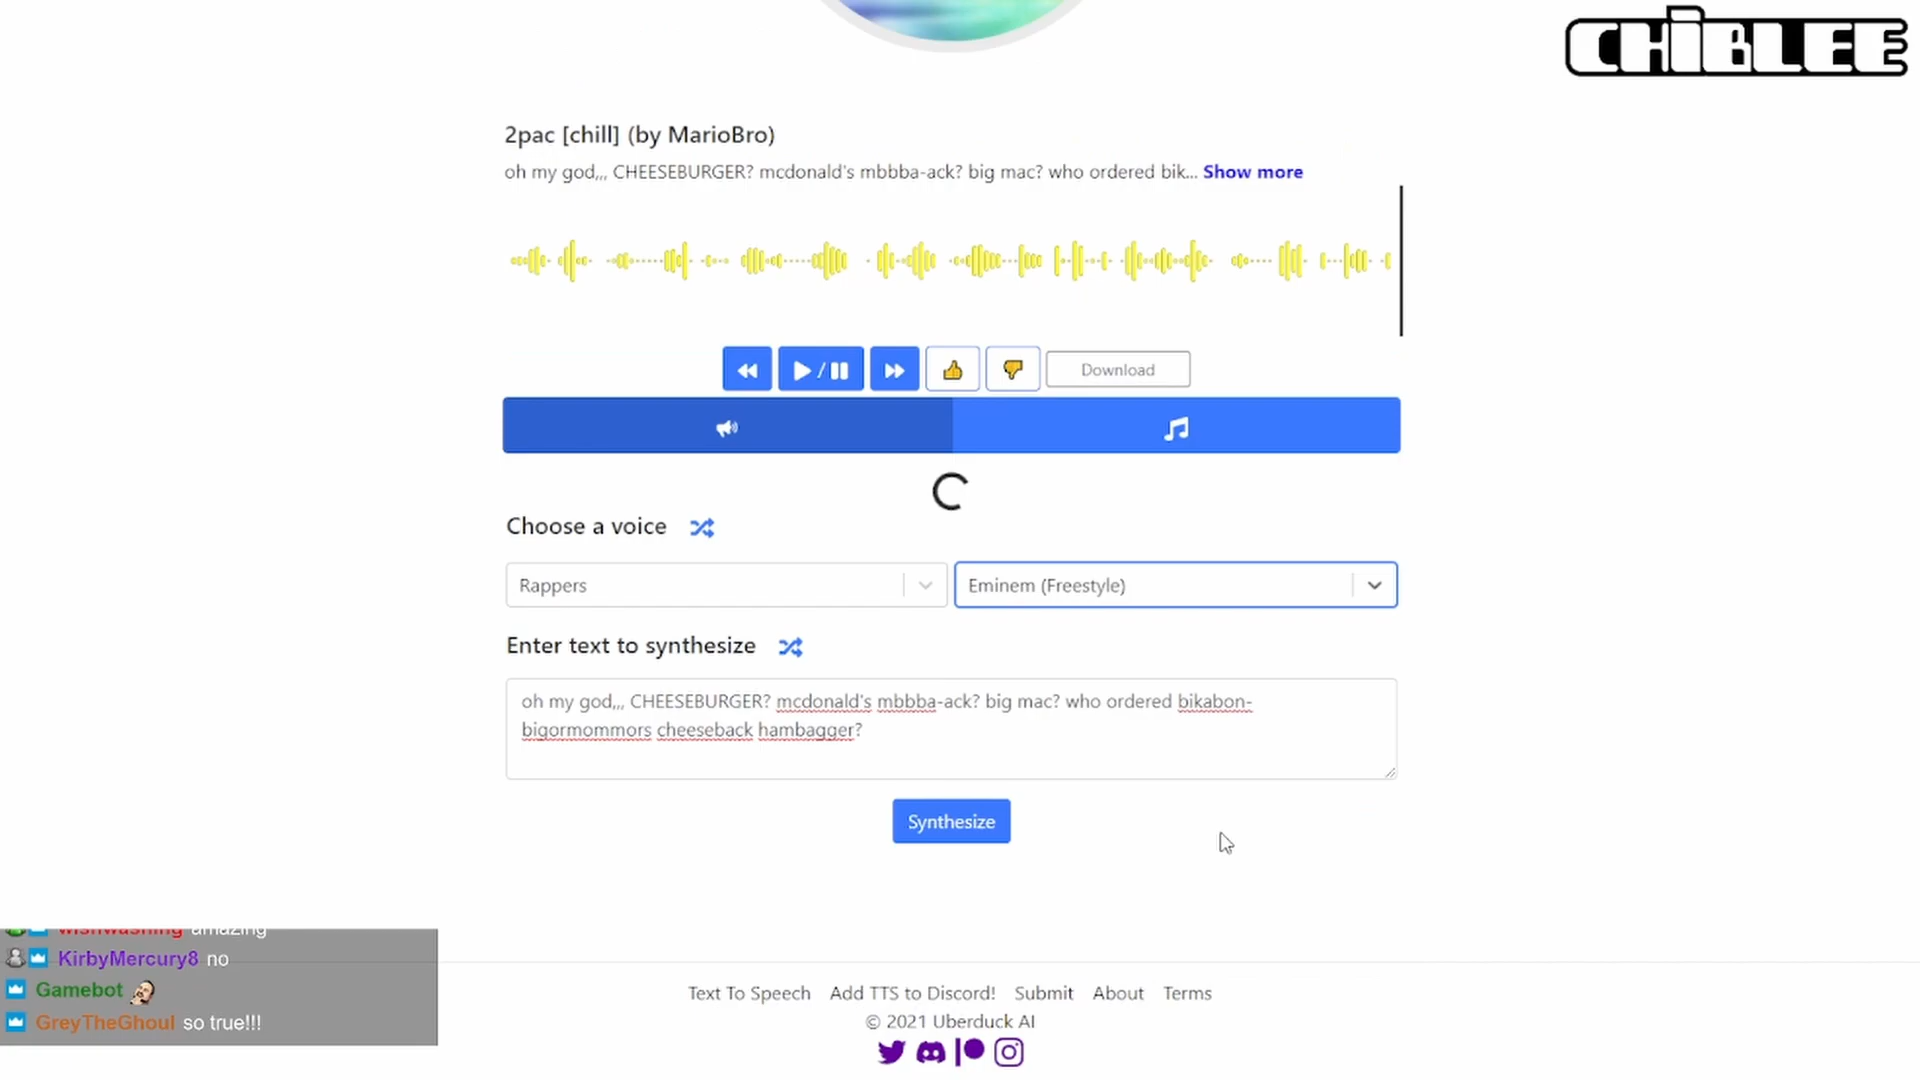 CHIBLEE
2pac [chill] (by MarioBro)
oh my god,,, CHEESEBURGER? mcdonald's mbbba-ack? big mac? who ordered bik... Show more
/
Download
Choose a voice
Rappers
Eminem (Freestyle)
Enter text to synthesize
oh my god,,, CHEESEBURGER? mcdonald's mbbba-ack? big mac? who ordered bikabon-
bigormommors cheeseback hambagger?
Synthesize
wishwashing amazing
KirbyMercury8 no
Gamebot
GreyTheGhoul so true!!!
Text To Speech Add TTS to Discord! Submit About Terms
© 2021 Uberduck AI